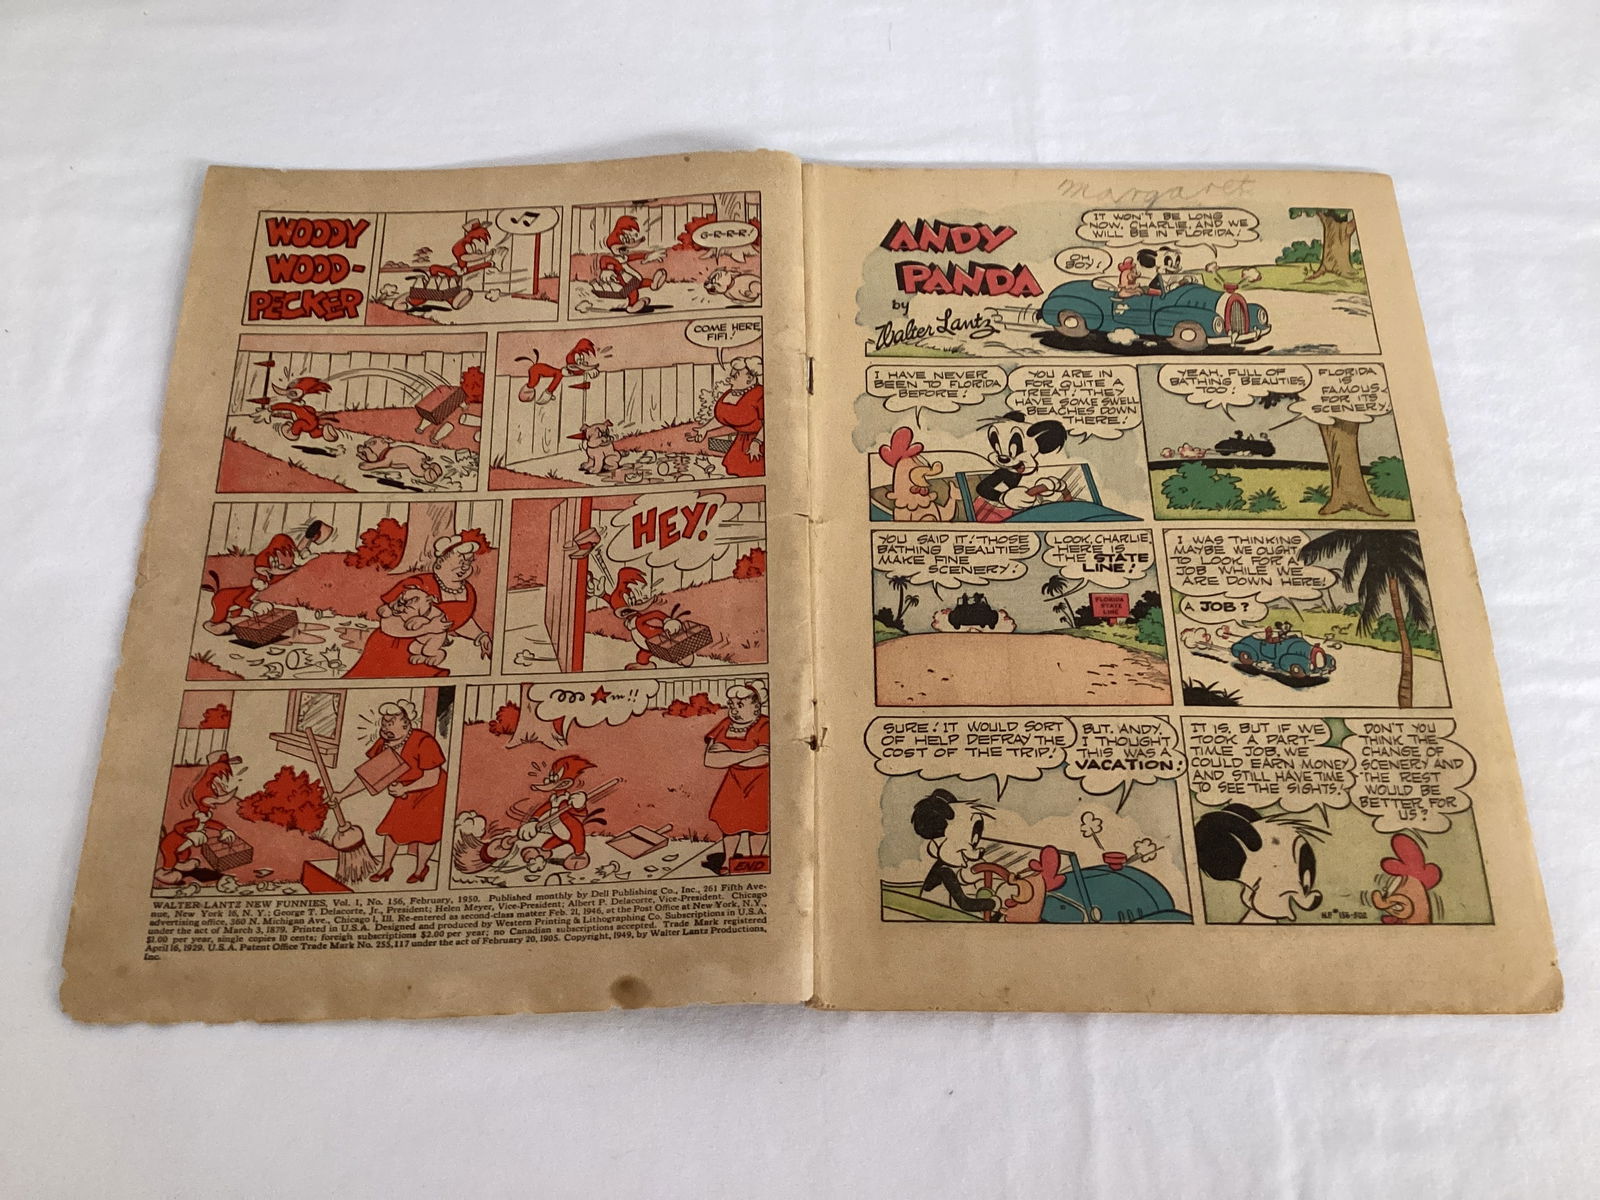 WOODY
WOOD-
PECKER
G-R-R-R!
COME HERE,
FIFI!
HEY!
END
WALTER LANTZ NEW FUNNIES, Vol. 1, No. 156, February, 1950. Published monthly by Dell Publishing Co., Inc., 261 Fifth Ave-
nue, New York 16, N. Y.; George T. Delacorte, Jr., President; Helen Meyer, Vice-President; Albert P. Delacorte, Vice-President. Chicago
advertising office, 360 N. Michigan Ave., Chicago 1, Ill. Re-entered as second-class matter Feb. 21, 1946, at the Post Office at New York, N. Y.,
under the act of March 3, 1879. Printed in U.S.A. Designed and produced by Western Printing & Lithographing Co. Subscriptions in U.S.A.
$1.00 per year, single copies 10 cents; foreign subscriptions $2.00 per year; no Canadian subscriptions accepted. Trade Mark registered
April 16, 1929. U.S.A. Patent Office Trade Mark No. 255,117 under the act of February 20, 1905. Copyright, 1949, by Walter Lantz Productions,
Inc.
Margaret
ANDY
PANDA
by
Walter Lantz
IT WON'T BE LONG
NOW, CHARLIE, AND WE
WILL BE IN FLORIDA!
OH,
BOY!
I HAVE NEVER
BEEN TO FLORIDA
BEFORE!
YOU ARE IN
FOR QUITE A
TREAT! THEY
HAVE SOME SWELL
BEACHES DOWN
THERE!
YEAH, FULL OF
BATHING BEAUTIES,
TOO!
FLORIDA
IS
FAMOUS
FOR ITS
SCENERY!
YOU SAID IT! THOSE
BATHING BEAUTIES
MAKE FINE
SCENERY!
LOOK, CHARLIE,
HERE IS
THE STATE
LINE!
FLORIDA
STATE
LINE
I WAS THINKING
MAYBE WE OUGHT
TO LOOK FOR A
JOB WHILE WE
ARE DOWN HERE!
A JOB?
SURE! IT WOULD SORT
OF HELP DEFRAY THE
COST OF THE TRIP!
BUT, ANDY,
I THOUGHT
THIS WAS A
VACATION!
IT IS, BUT IF WE
TOOK A PART-
TIME JOB, WE
COULD EARN MONEY
AND STILL HAVE TIME
TO SEE THE SIGHTS!
DON'T YOU
THINK THE
CHANGE OF
SCENERY AND
THE REST
WOULD BE
BETTER FOR
US?
N.F. #156-502